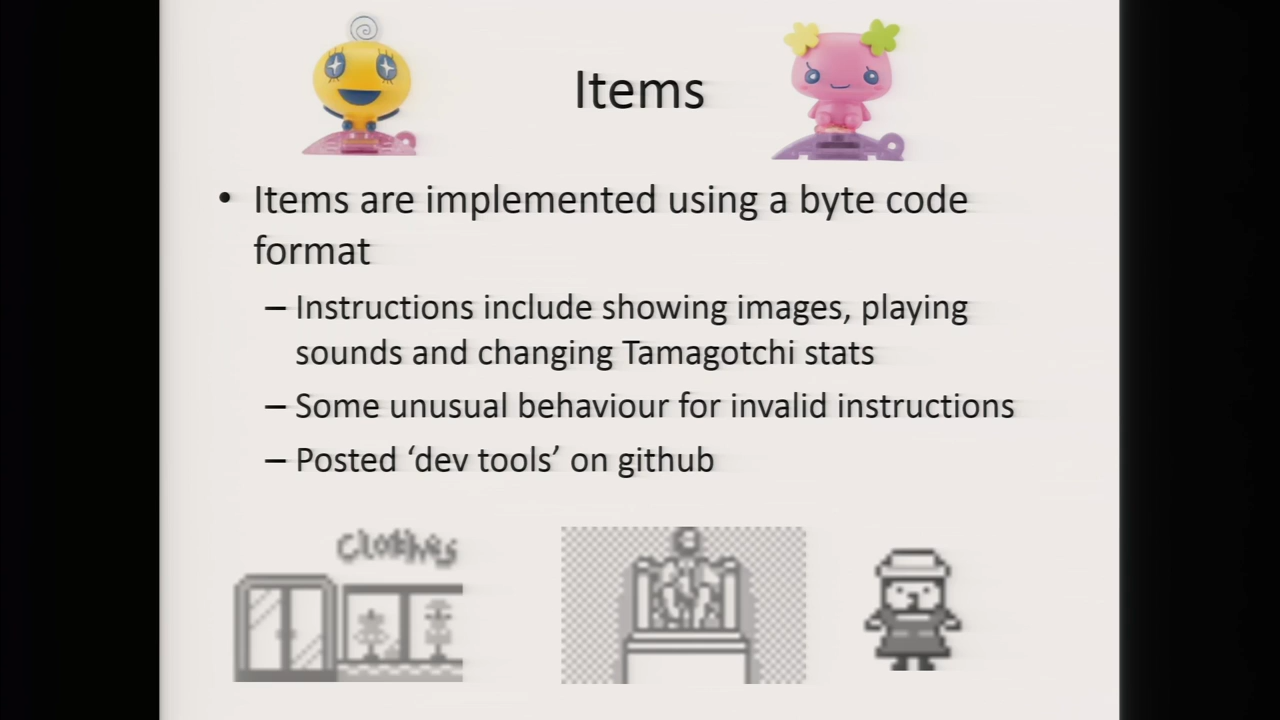 Items
• Items are implemented using a byte code
format
– Instructions include showing images, playing
sounds and changing Tamagotchi stats
– Some unusual behaviour for invalid instructions
– Posted ‘dev tools’ on github
Clothes